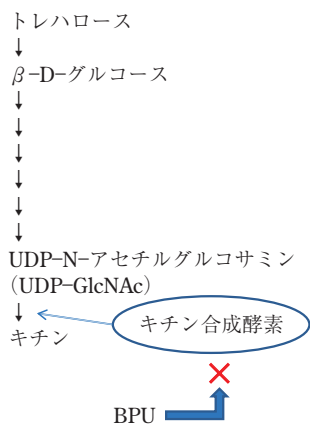 トレハロース
↓
β-D-グルコース
↓
↓
↓
↓
↓
↓
UDP-N-アセチルグルコサミン
(UDP-GlcNAc)
↓
キチン
キチン合成酵素
BPU